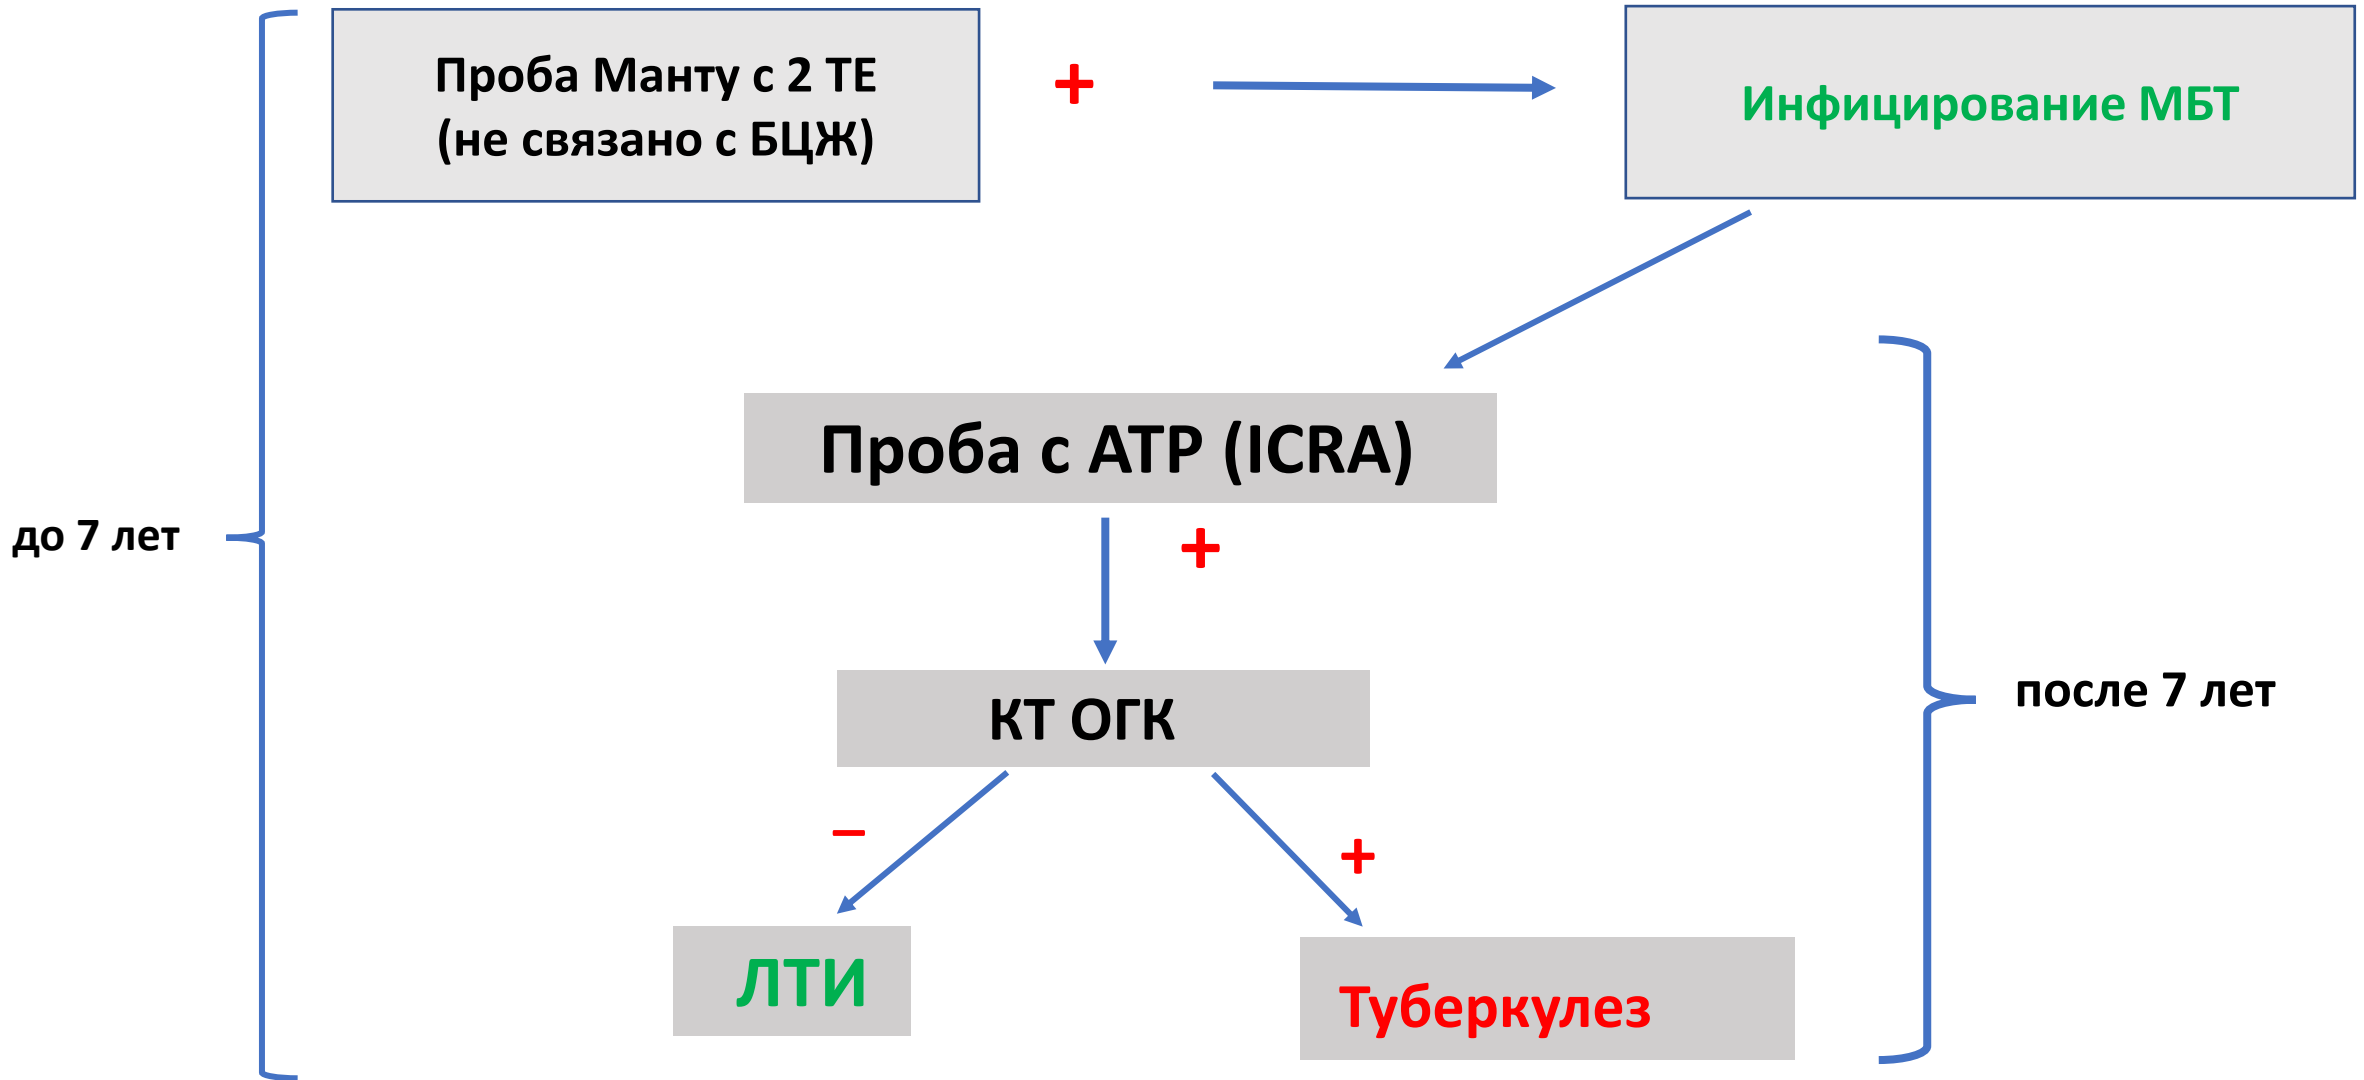 Проба Манту с 2 ТЕ
(не связано с БЦЖ)
+
Инфицирование МБТ
Проба с АТР (ICRA)
+
до 7 лет
КТ ОГК
после 7 лет
–
+
ЛТИ
Туберкулез